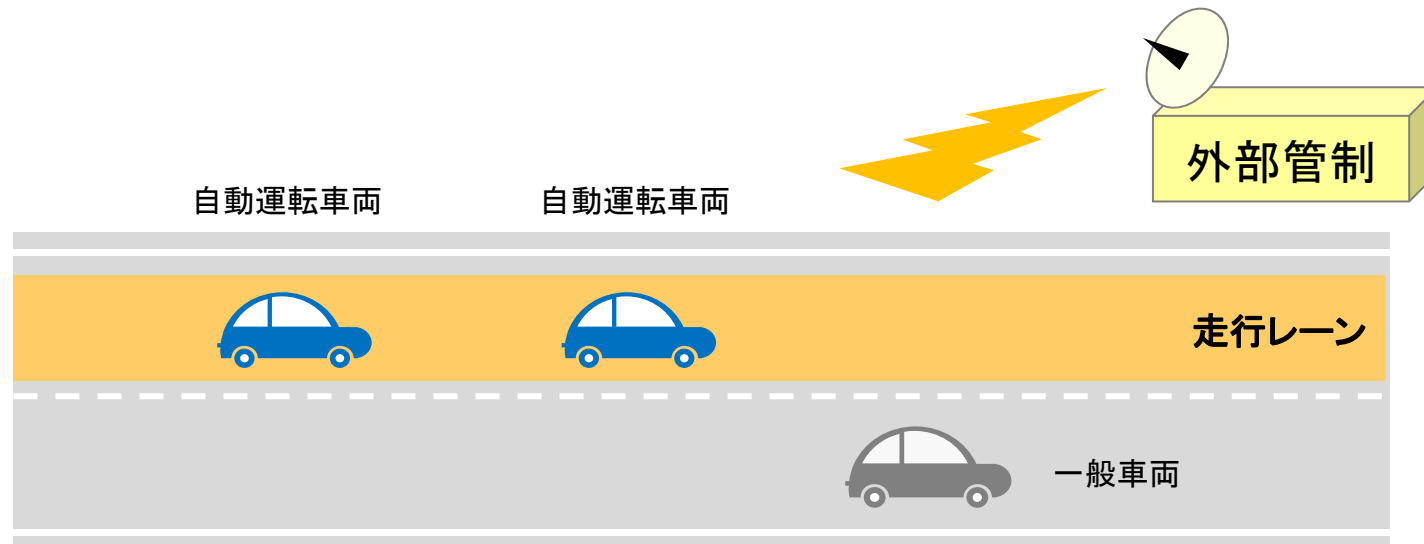 外部管制
自動運転車両
自動運転車両
走行レーン
一般車両